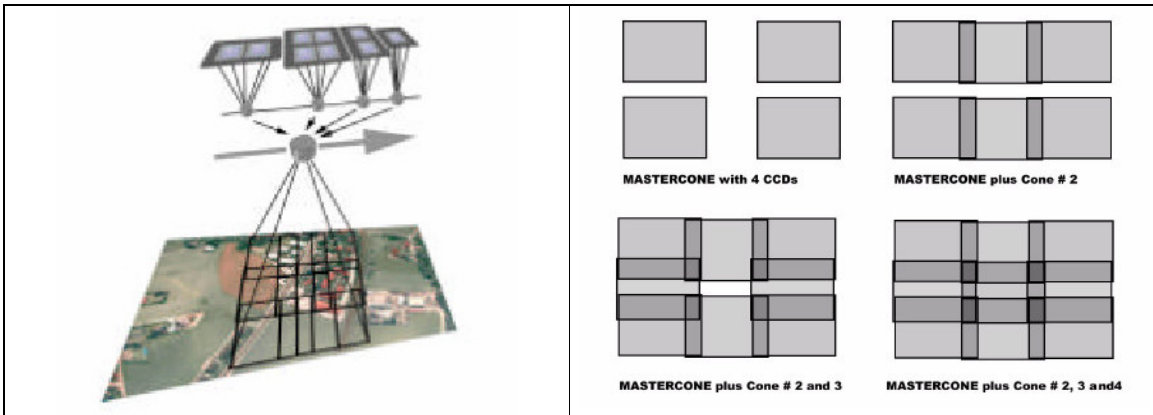 MASTERCONE with 4 CCDs
MASTERCONE plus Cone # 2
MASTERCONE plus Cone # 2 and 3
MASTERCONE plus Cone # 2, 3 and4